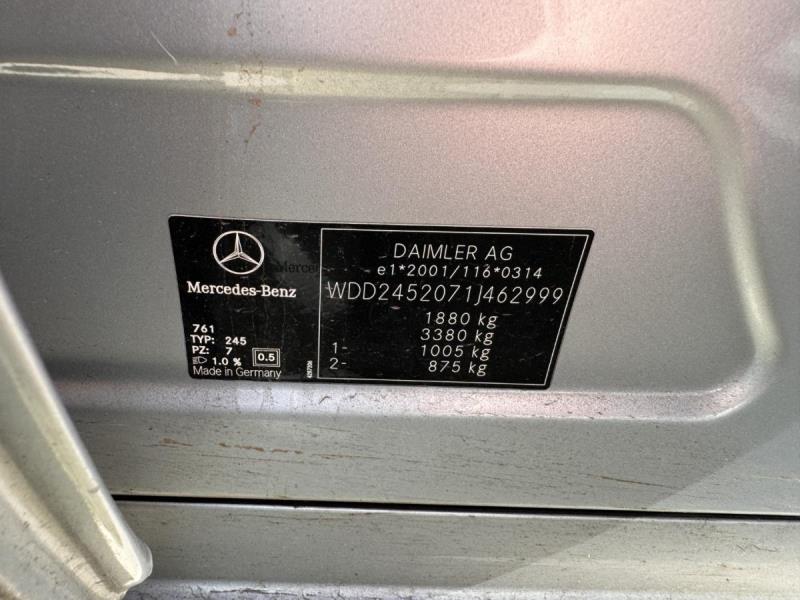 Mercedes-Benz
761
TYP: 245
PZ: 7
1.0 % 0.5
Made in Germany
DAIMLER AG
e1*2001/116*0314
WDD2452071J462999
1880 kg
3380 kg
1- 1005 kg
2- 875 kg